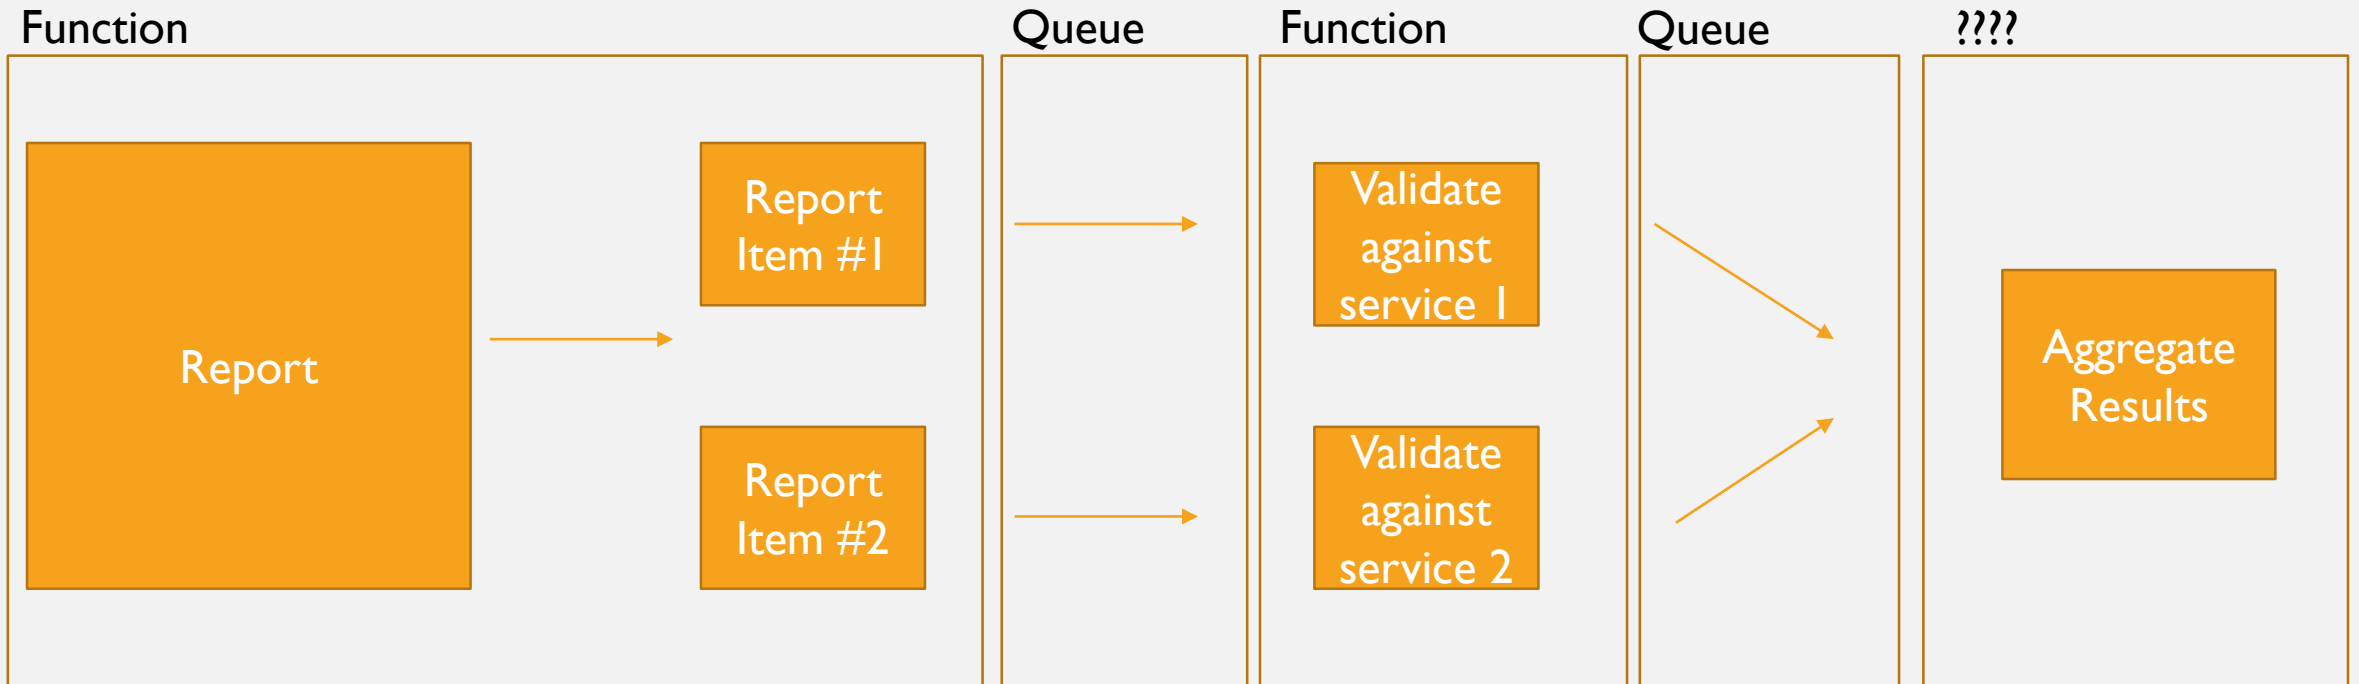 Function
Queue
Function
Queue
????
Report
Report
Item #1
Report
Item #2
Validate
against
service 1
Validate
against
service 2
Aggregate
Results